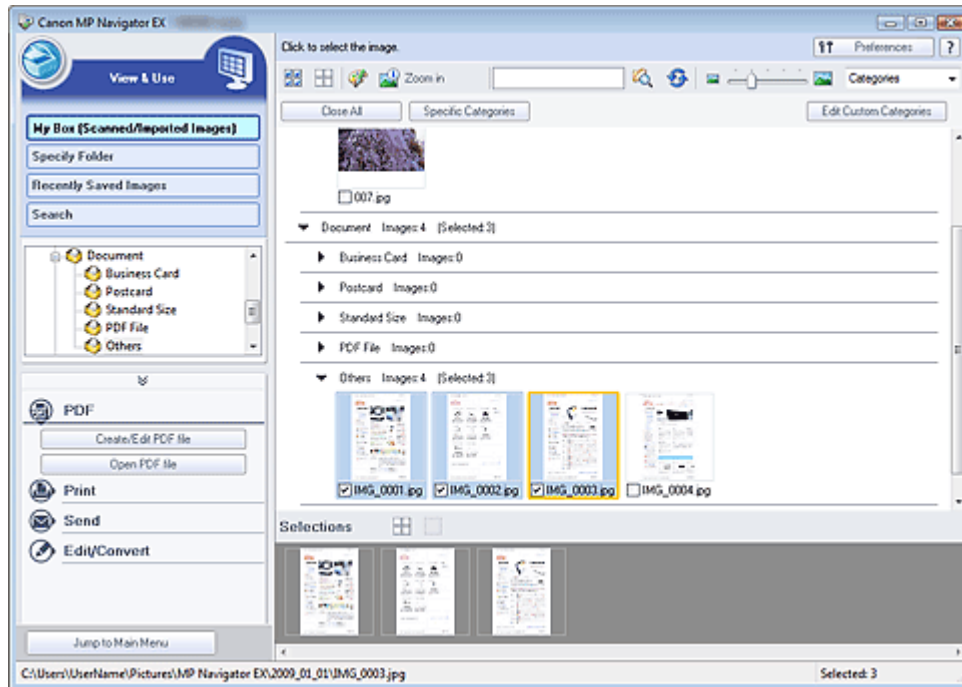 Canon MP Navigator EX
View & Use
My Box (Scanned/Imported Images)
Specify Folder
Recently Saved Images
Search
Document
Business Card
Postcard
Standard Size
PDF File
Others
PDF
Create/Edit PDF file
Open PDF file
Print
Send
Edit/Convert
Jump to Main Menu
Click to select the image.
Preferences
?
Zoom in
Categories
Close All
Specific Categories
Edit Custom Categories
007.jpg
Document Images:4 (Selected:3)
Business Card Images:0
Postcard Images:0
Standard Size Images:0
PDF File Images:0
Others Images:4 (Selected:3)
IMG_0001.jpg IMG_0002.jpg IMG_0003.jpg IMG_0004.jpg
Selections
C:\Users\UserName\Pictures\MP Navigator EX\2009_01_01\IMG_0003.jpg
Selected: 3